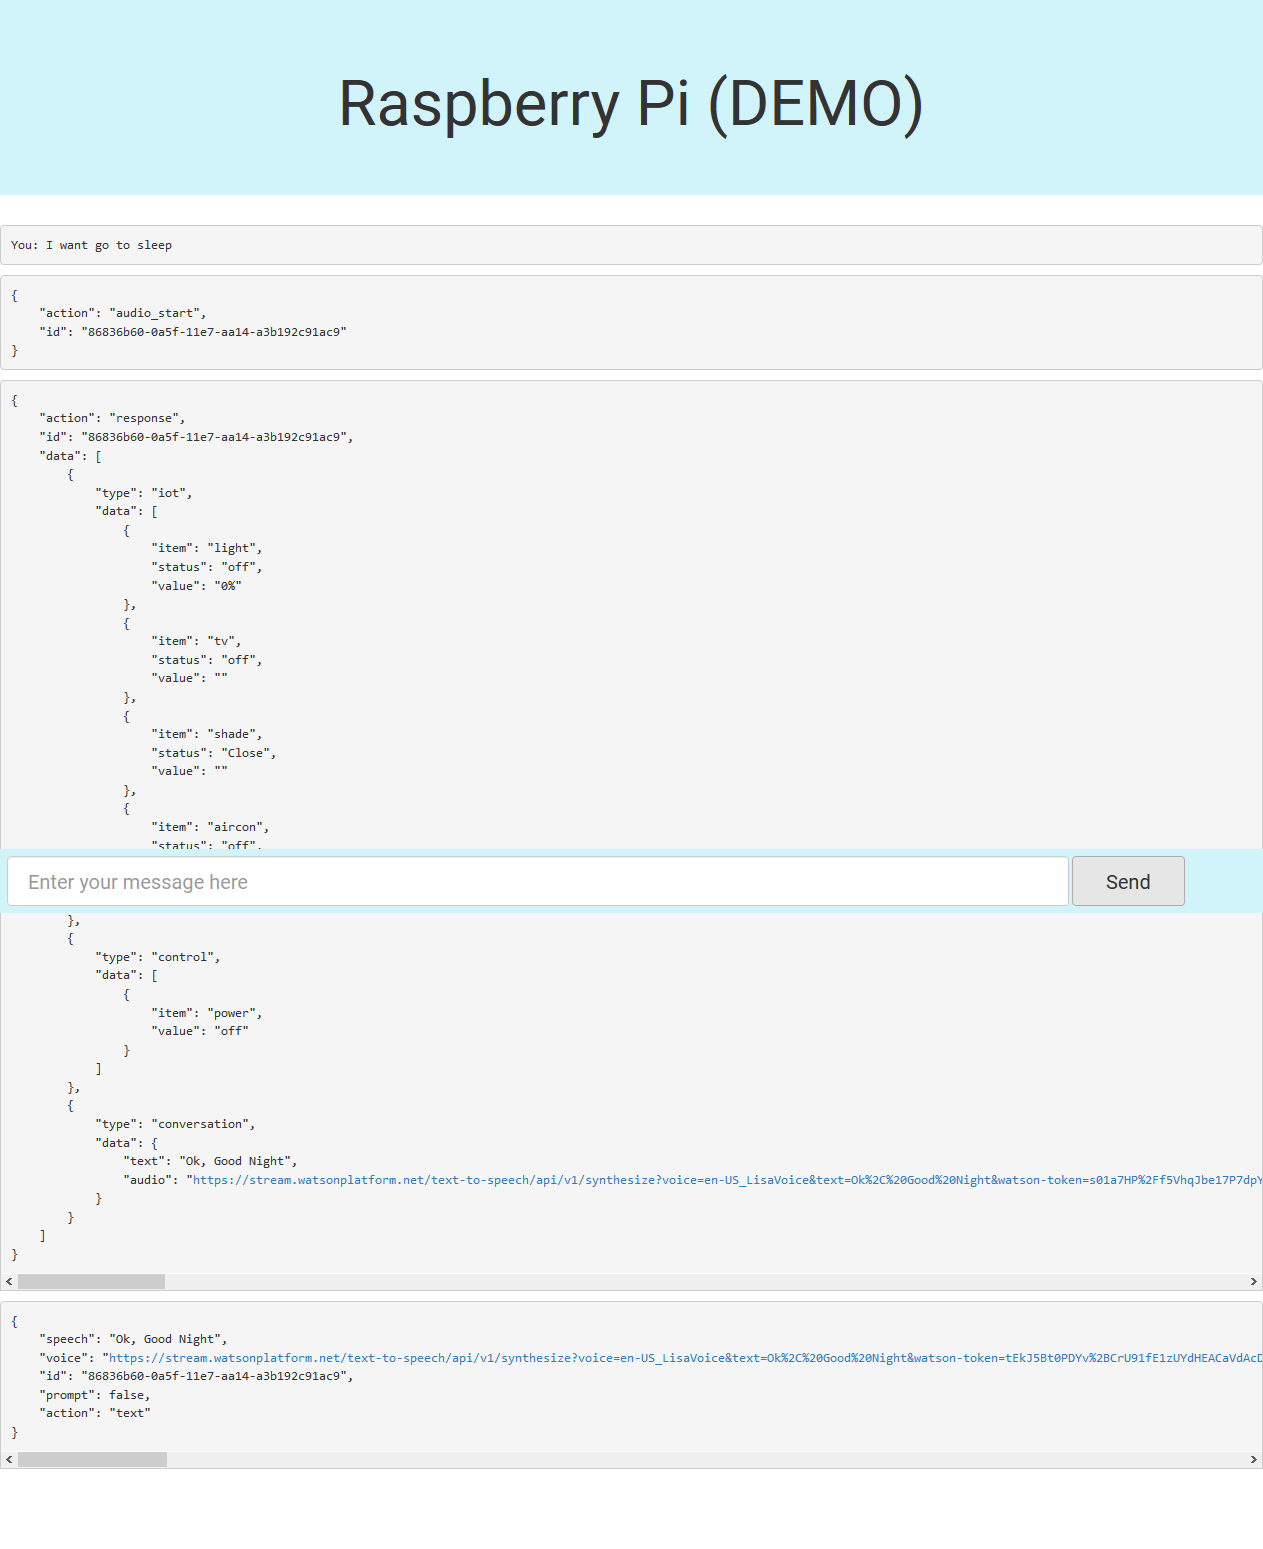 Raspberry Pi (DEMO)
You: I want go to sleep
{
    "action": "audio_start",
    "id": "86836b60-0a5f-11e7-aa14-a3b192c91ac9"
}
{
    "action": "response",
    "id": "86836b60-0a5f-11e7-aa14-a3b192c91ac9",
    "data": [
        {
            "type": "iot",
            "data": [
                {
                    "item": "light",
                    "status": "off",
                    "value": "0%"
                },
                {
                    "item": "tv",
                    "status": "off",
                    "value": ""
                },
                {
                    "item": "shade",
                    "status": "Close",
                    "value": ""
                },
                {
                    "item": "aircon",
                    "status": "off",
Enter your message here Send
        },
        {
            "type": "control",
            "data": [
                {
                    "item": "power",
                    "value": "off"
                }
            ]
        },
        {
            "type": "conversation",
            "data": {
                "text": "Ok, Good Night",
                "audio": "https://stream.watsonplatform.net/text-to-speech/api/v1/synthesize?voice=en-US_LisaVoice&text=Ok%2C%20Good%20Night&watson-token=s01a7HP%2Ff5VhqJbe17P7dpY
            }
        }
    ]
}
{
    "speech": "Ok, Good Night",
    "voice": "https://stream.watsonplatform.net/text-to-speech/api/v1/synthesize?voice=en-US_LisaVoice&text=Ok%2C%20Good%20Night&watson-token=tEkJ5Bt0PDYv%2BCrU91fE1zUYdHEACaVdAcD
    "id": "86836b60-0a5f-11e7-aa14-a3b192c91ac9",
    "prompt": false,
    "action": "text"
}